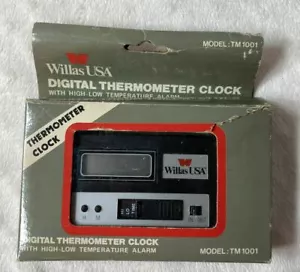 MODEL: TM1001
Willas USA
DIGITAL THERMOMETER CLOCK
WITH HIGH-LOW TEMPERATURE ALARM
THERMOMETER
CLOCK
Willas USA
DIGITAL THERMOMETER CLOCK
WITH HIGH-LOW TEMPERATURE ALARM
MODEL: TM1001